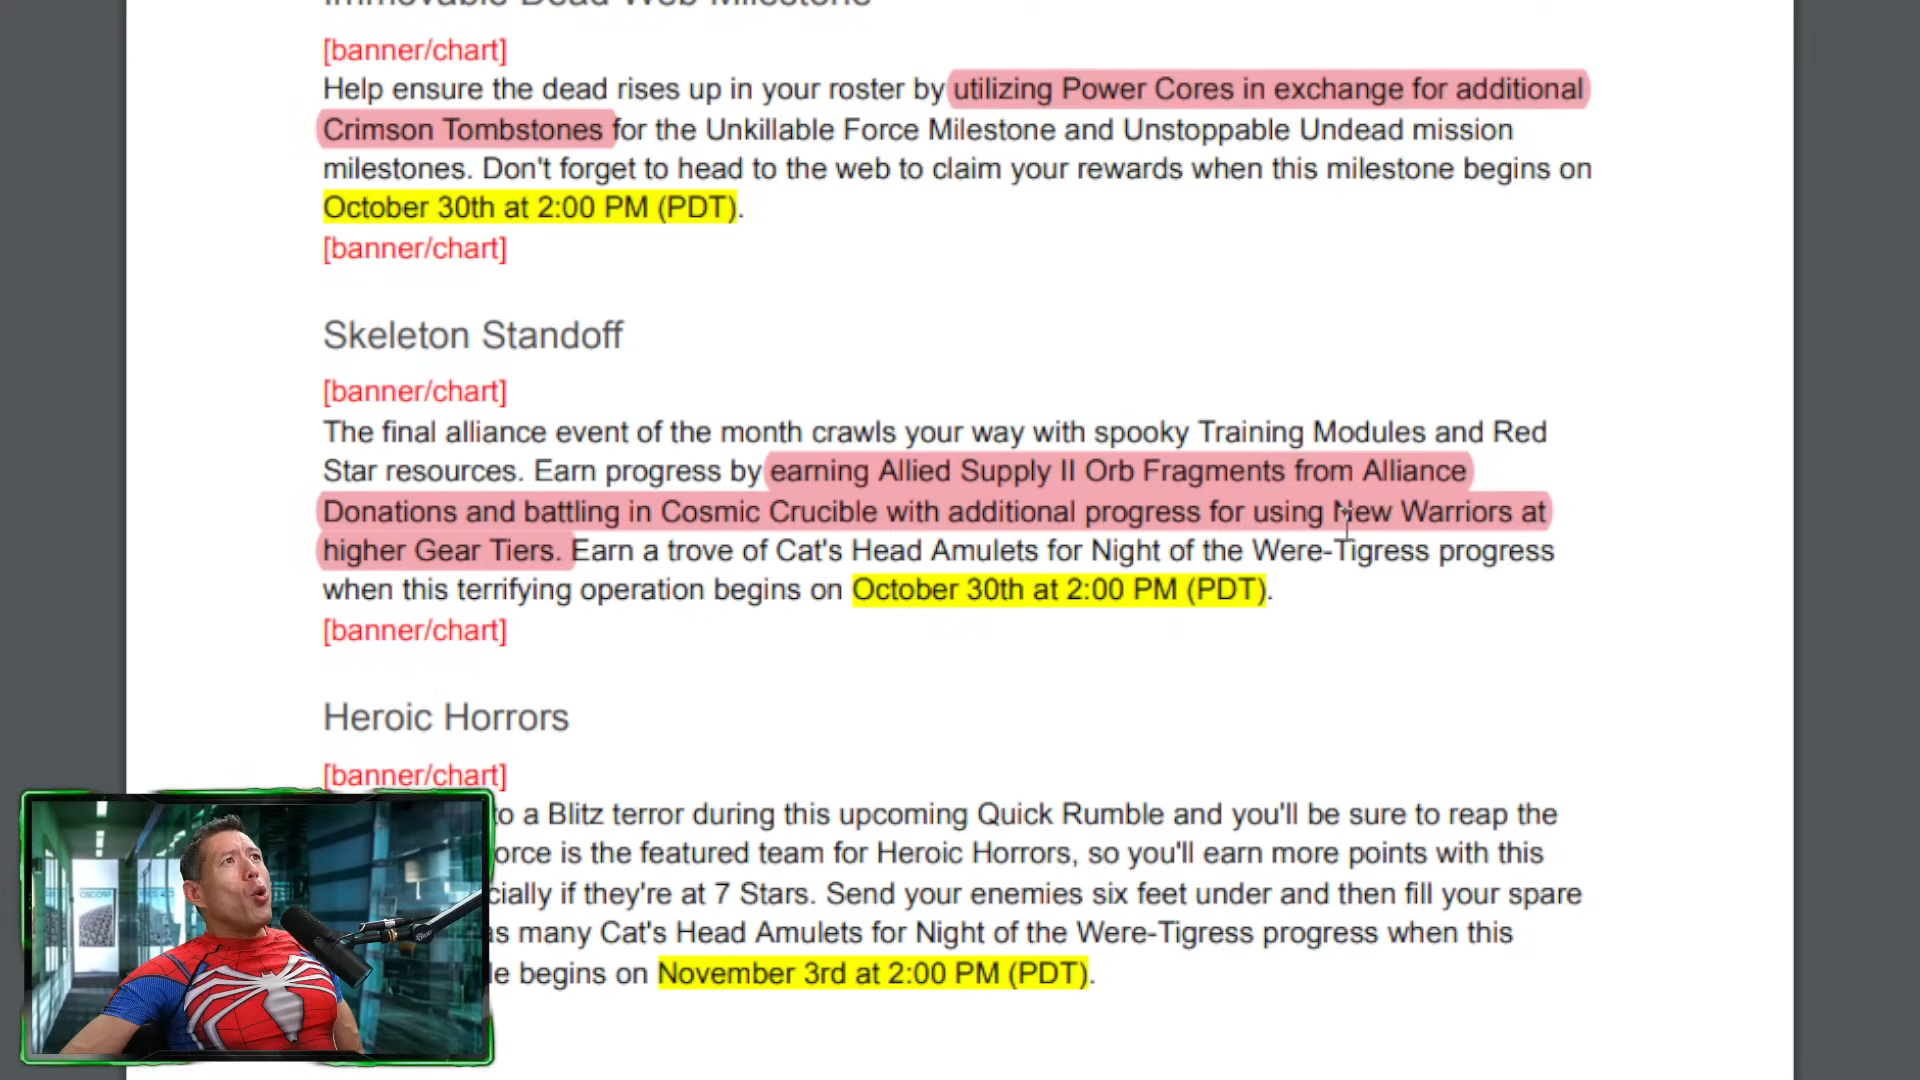 Immovable Dead Web Milestone
[banner/chart]
Help ensure the dead rises up in your roster by utilizing Power Cores in exchange for additional
Crimson Tombstones for the Unkillable Force Milestone and Unstoppable Undead mission
milestones. Don't forget to head to the web to claim your rewards when this milestone begins on
October 30th at 2:00 PM (PDT).
[banner/chart]
Skeleton Standoff
[banner/chart]
The final alliance event of the month crawls your way with spooky Training Modules and Red
Star resources. Earn progress by earning Allied Supply II Orb Fragments from Alliance
Donations and battling in Cosmic Crucible with additional progress for using New Warriors at
higher Gear Tiers. Earn a trove of Cat's Head Amulets for Night of the Were-Tigress progress
when this terrifying operation begins on October 30th at 2:00 PM (PDT).
[banner/chart]
Heroic Horrors
[banner/chart]
to a Blitz terror during this upcoming Quick Rumble and you'll be sure to reap the
orce is the featured team for Heroic Horrors, so you'll earn more points with this
cially if they're at 7 Stars. Send your enemies six feet under and then fill your spare
as many Cat's Head Amulets for Night of the Were-Tigress progress when this
le begins on November 3rd at 2:00 PM (PDT).